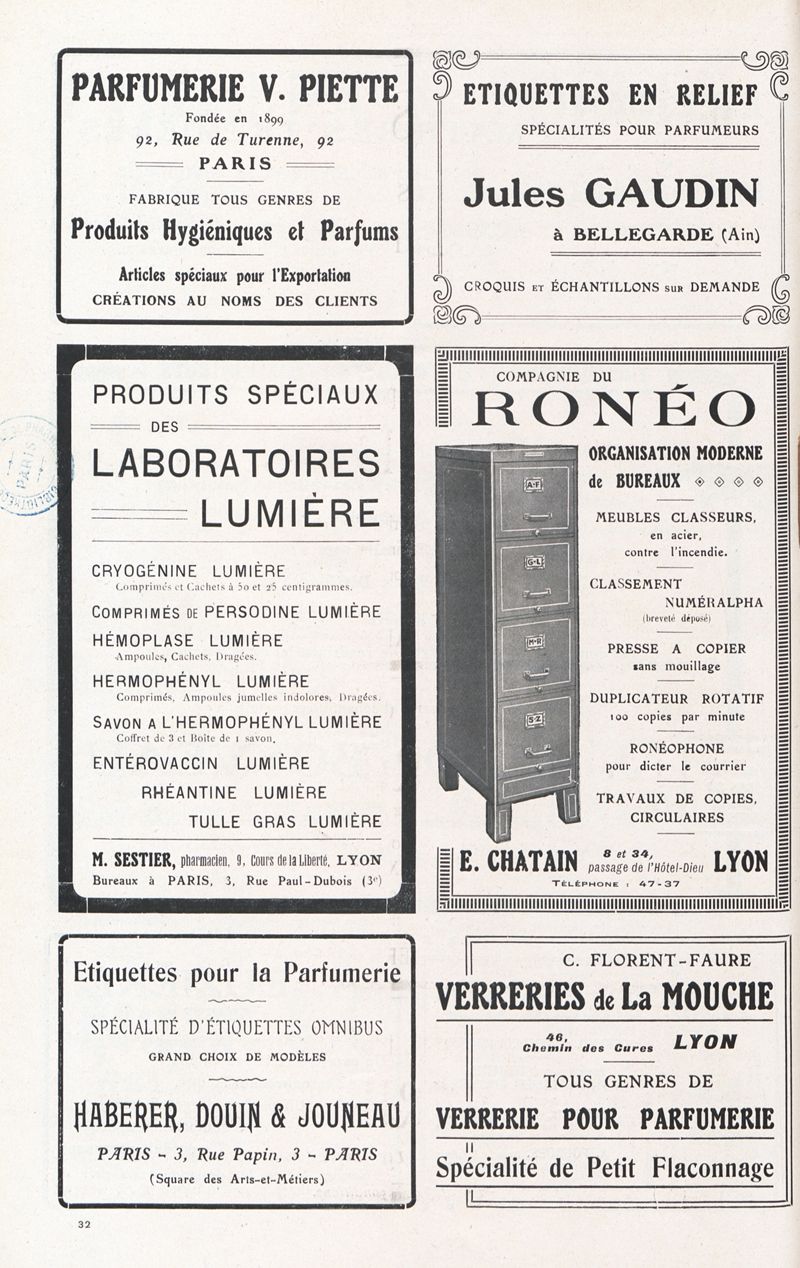 PARFUMERIE V. PIETTE
Fondée en 1899
92, Rue de Turenne, 92
PARIS
FABRIQUE TOUS GENRES DE
Produits Hygiéniques et Parfums
Articles spéciaux pour l'Exportation
CRÉATIONS AU NOMS DES CLIENTS
ETIQUETTES EN RELIEF
SPÉCIALITÉS POUR PARFUMEURS
Jules GAUDIN
à BELLEGARDE (Ain)
CROQUIS ET ÉCHANTILLONS SUR DEMANDE
PRODUITS SPÉCIAUX
DES
LABORATOIRES
LUMIÈRE
CRYOGÉNINE LUMIÈRE
Comprimés et Cachets à 50 et 25 centigrammes.
COMPRIMÉS DE PERSODINE LUMIÈRE
HÉMOPLASE LUMIÈRE
Ampoules, Cachets, Dragées.
HERMOPHÉNYL LUMIÈRE
Comprimés, Ampoules jumelles indolores, Dragées.
SAVON A L'HERMOPHÉNYL LUMIÈRE
Coffret de 3 et Boîte de 1 savon.
ENTÉROVACCIN LUMIÈRE
RHÉANTINE LUMIÈRE
TULLE GRAS LUMIÈRE
M. SESTIER, pharmacien, 9, Cours de la Liberté, LYON
Bureaux à PARIS, 3, Rue Paul-Dubois (3e)
COMPAGNIE DU
RONÉO
A-F
G-L
M-R
S-Z
ORGANISATION MODERNE
de BUREAUX
MEUBLES CLASSEURS,
en acier,
contre l'incendie.
CLASSEMENT
NUMÉRALPHA
(breveté déposé)
PRESSE A COPIER
sans mouillage
DUPLICATEUR ROTATIF
100 copies par minute
RONÉOPHONE
pour dicter le courrier
TRAVAUX DE COPIES,
CIRCULAIRES
E. CHATAIN 8 et 34, passage de l'Hôtel-Dieu LYON
TÉLÉPHONE : 47-37
Etiquettes pour la Parfumerie
SPÉCIALITÉ D'ÉTIQUETTES OMNIBUS
GRAND CHOIX DE MODÈLES
HABERER, DOUIN & JOUNEAU
PARIS - 3, Rue Papin, 3 - PARIS
(Square des Arts-et-Métiers)
C. FLORENT-FAURE
VERRERIES de La MOUCHE
46, Chemin des Cures LYON
TOUS GENRES DE
VERRERIE POUR PARFUMERIE
Spécialité de Petit Flaconnage
32